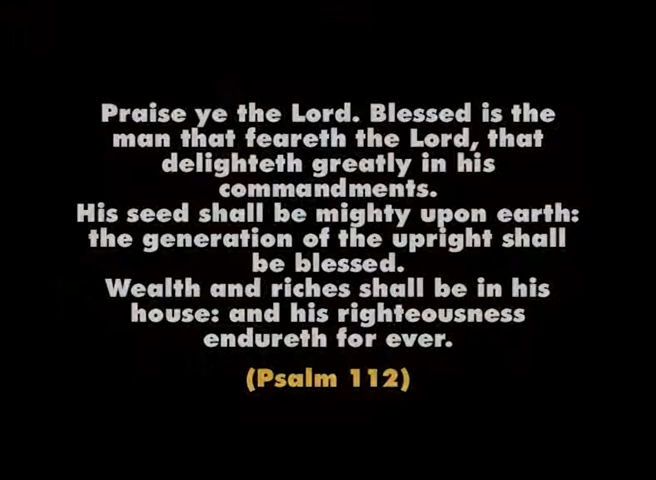 Praise ye the Lord. Blessed is the
man that feareth the Lord, that
delighteth greatly in his
commandments.
His seed shall be mighty upon earth:
the generation of the upright shall
be blessed.
Wealth and riches shall be in his
house: and his righteousness
endureth for ever.
(Psalm 112)